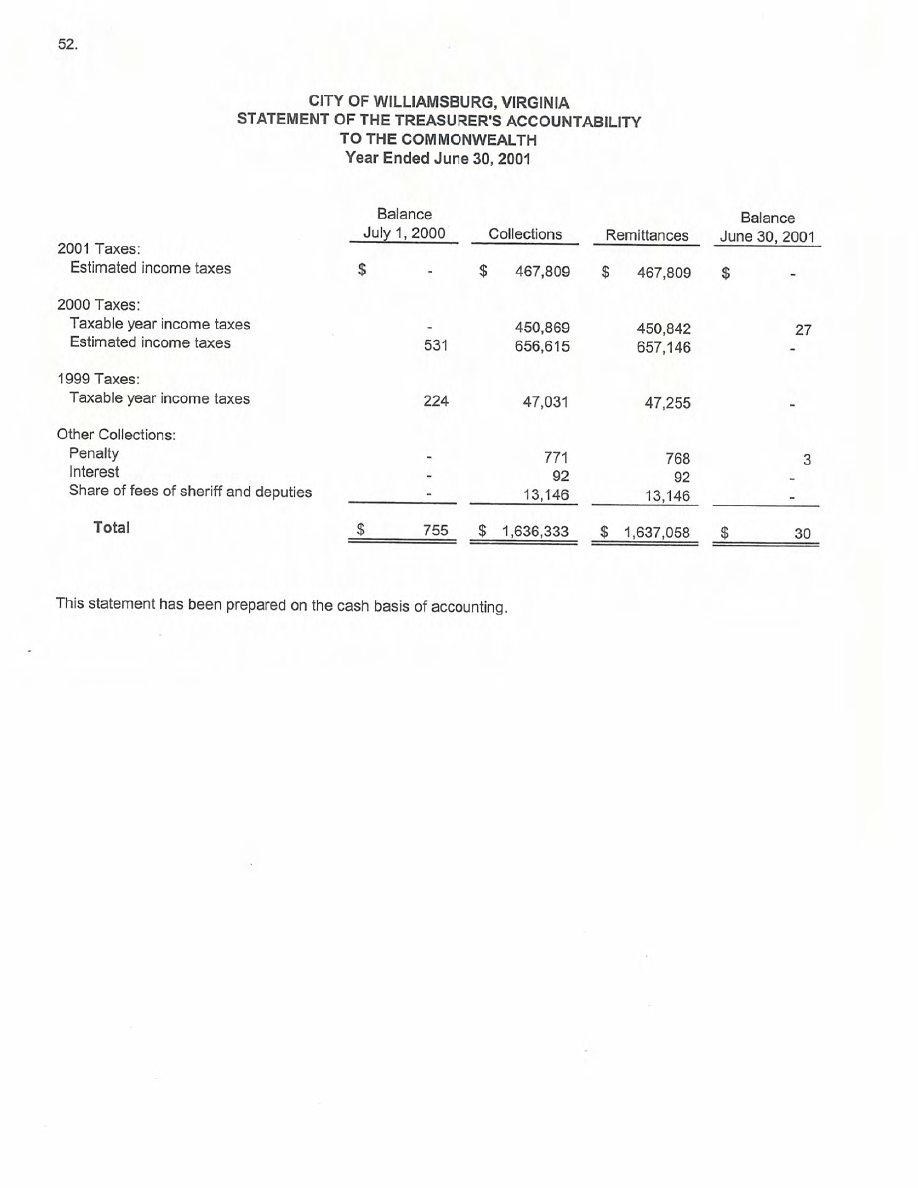 52.
CITY OF WILLIAMSBURG, VIRGINIA
STATEMENT OF THE TREASURER'S ACCOUNTABILITY
TO THE COMMONWEALTH
Year Ended June 30, 2001
Balance Balance
July 1, 2000 Collections Remittances June 30, 2001
2001 Taxes:
Estimated income taxes $ - $ 467,809 $ 467,809 $ -
2000 Taxes:
Taxable year income taxes - 450,869 450,842 27
Estimated income taxes 531 656,615 657,146 -
1999 Taxes:
Taxable year income taxes 224 47,031 47,255 -
Other Collections:
Penalty - 771 768 3
Interest - 92 92 -
Share of fees of sheriff and deputies - 13,146 13,146 -
Total $ 755 $ 1,636,333 $ 1,637,058 $ 30
This statement has been prepared on the cash basis of accounting.